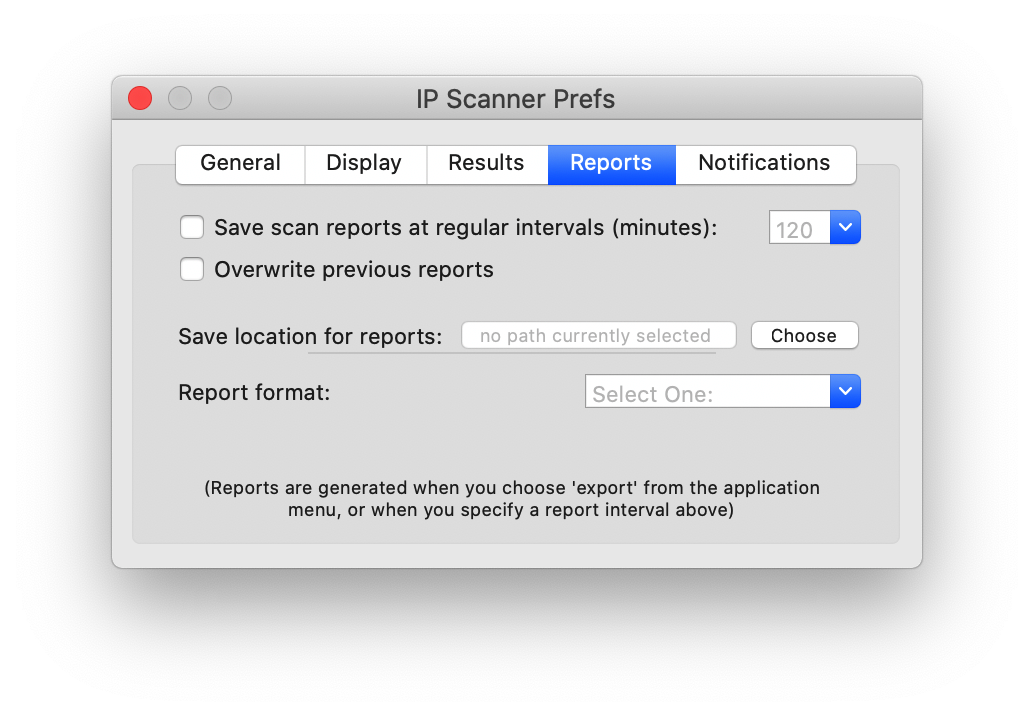 IP Scanner Prefs
General Display Results Reports Notifications
Save scan reports at regular intervals (minutes): 120
Overwrite previous reports
Save location for reports: no path currently selected Choose
Report format: Select One:
(Reports are generated when you choose 'export' from the application
menu, or when you specify a report interval above)